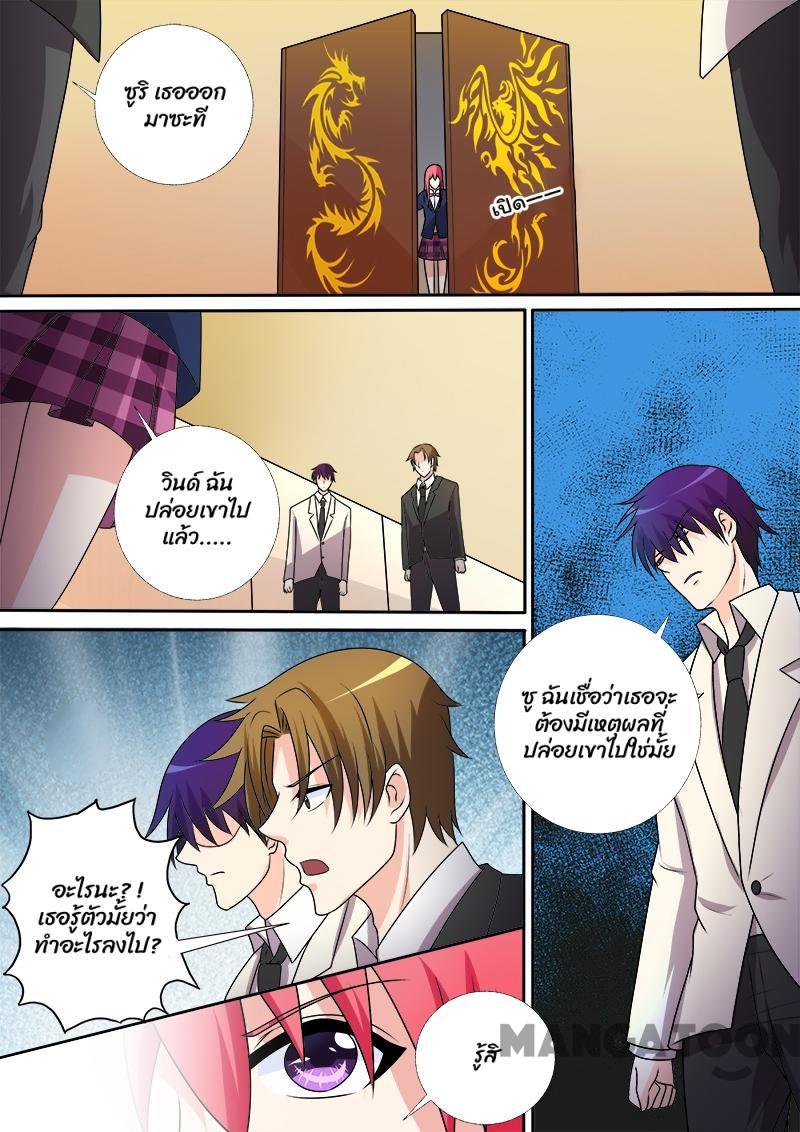 ซูริ เธอออก
มาซะที
เปิด——
วินด์ ฉัน
ปล่อยเขาไป
แล้ว.....
ซู ฉันเชื่อว่าเธอจะ
ต้องมีเหตุผลที่
ปล่อยเขาไปใช่มั้ย
อะไรนะ?!
เธอรู้ตัวมั้ยว่า
ทำอะไรลงไป?
รู้สิ
MANGATOON